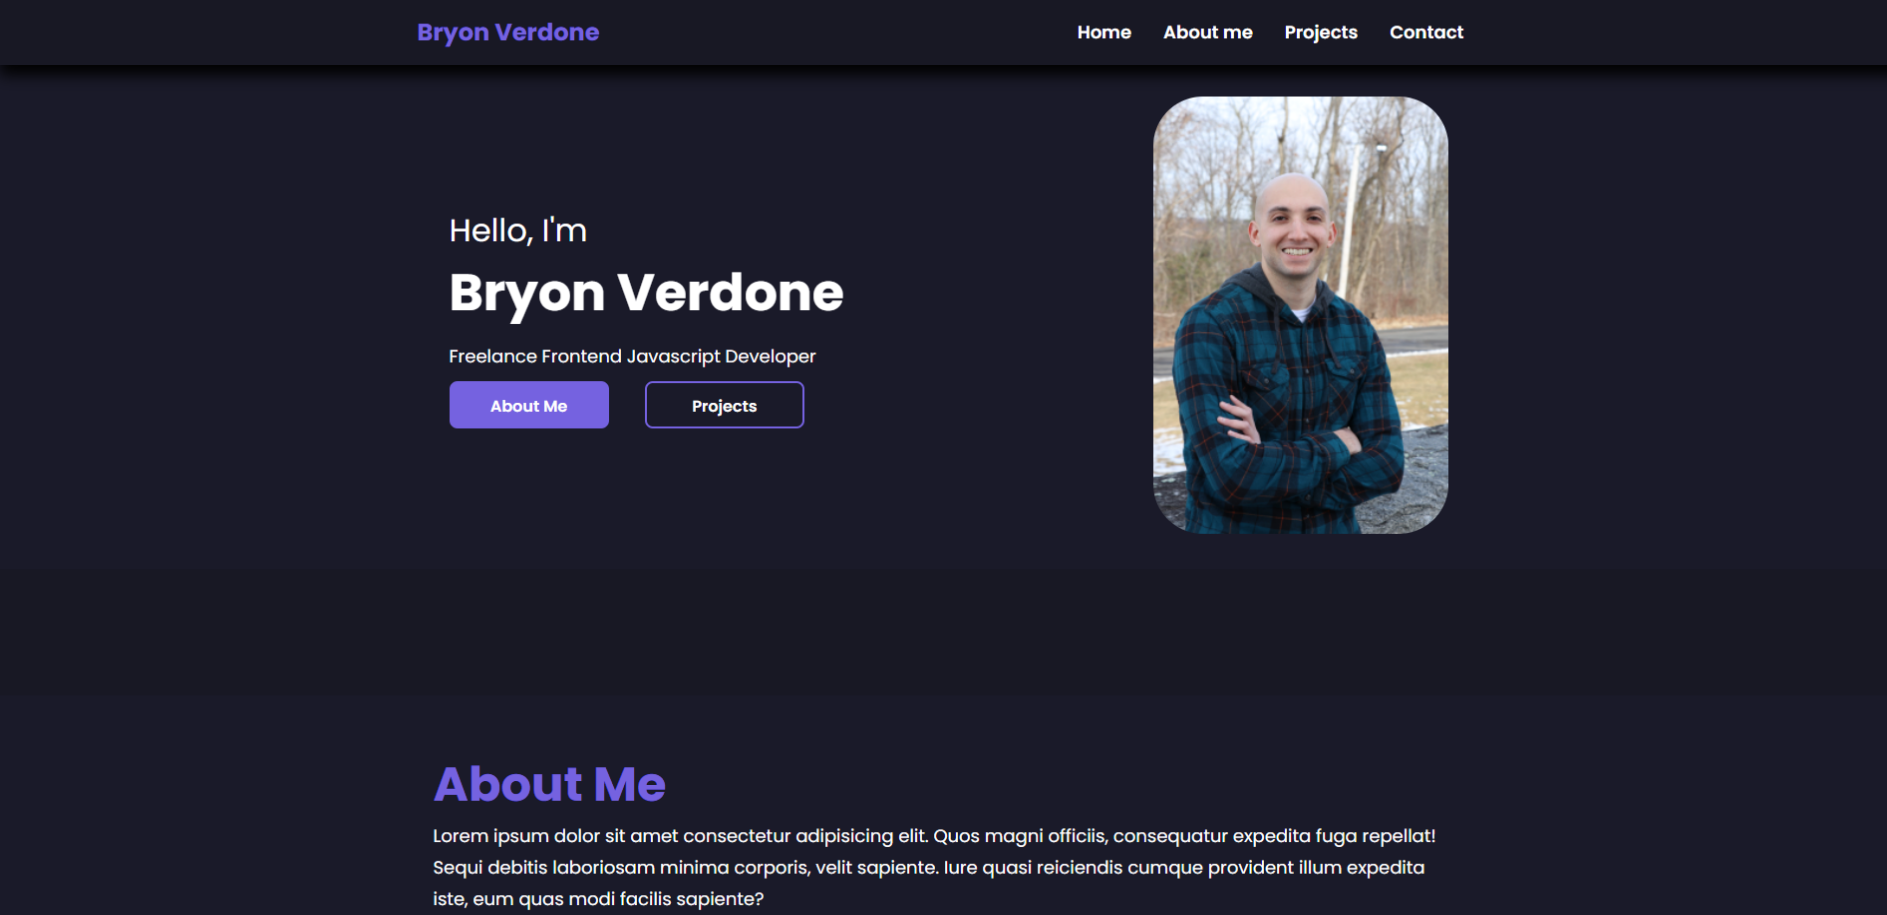 Bryon Verdone
Home About me Projects Contact
Hello, I'm
Bryon Verdone
Freelance Frontend Javascript Developer
About Me Projects
About Me
Lorem ipsum dolor sit amet consectetur adipisicing elit. Quos magni officiis, consequatur expedita fuga repellat!
Sequi debitis laboriosam minima corporis, velit sapiente. Iure quasi reiciendis cumque provident illum expedita
iste, eum quas modi facilis sapiente?